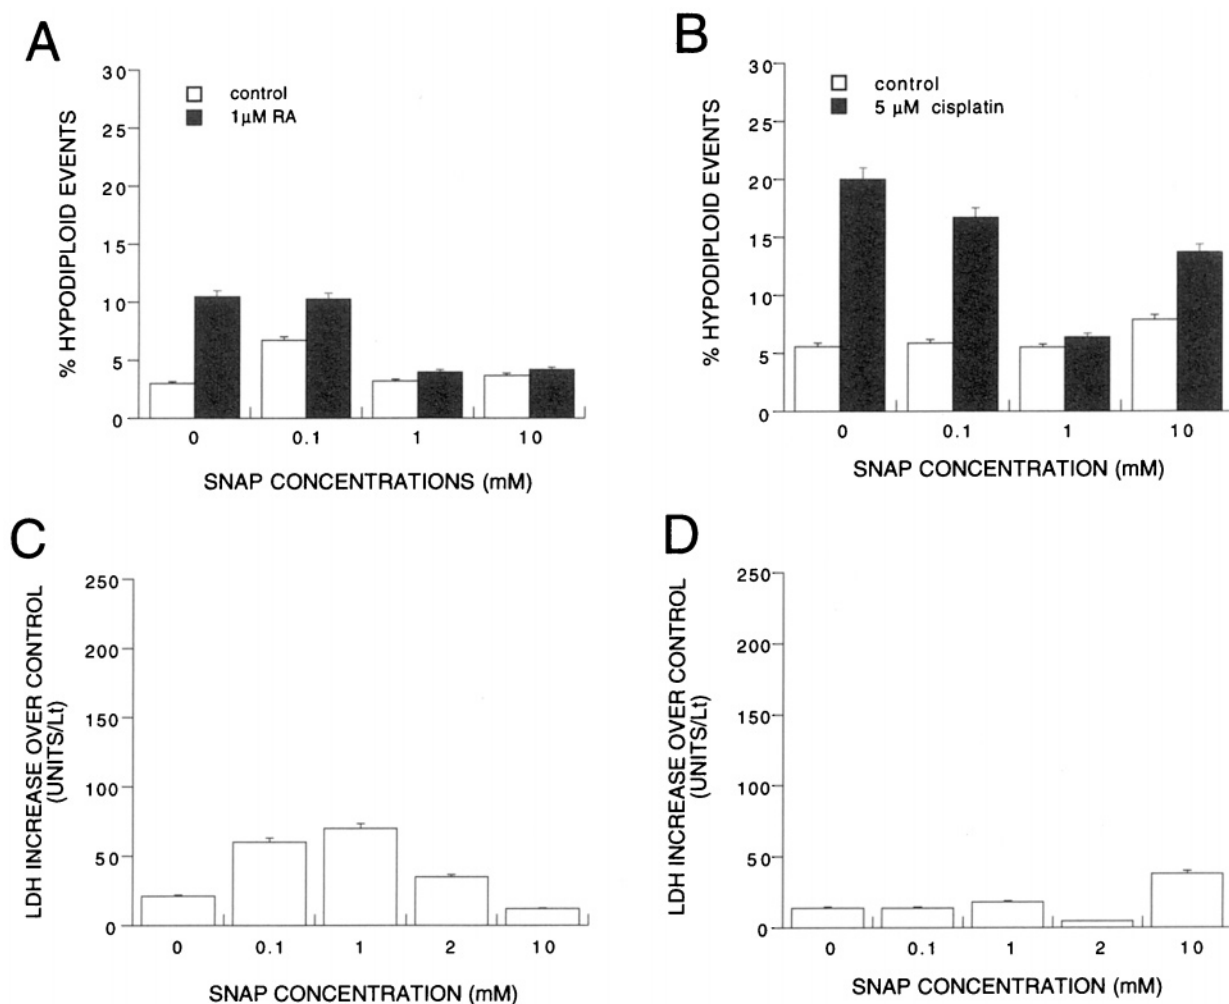 A
% HYPODIPLOID EVENTS
30
25
20
15
10
5
0
control
1μM RA
0 0.1 1 10
SNAP CONCENTRATIONS (mM)
B
% HYPODIPLOID EVENTS
30
25
20
15
10
5
0
control
5 μM cisplatin
0 0.1 1 10
SNAP CONCENTRATION (mM)
C
LDH INCREASE OVER CONTROL
(UNITS/Lt)
250
200
150
100
50
0
0 0.1 1 2 10
SNAP CONCENTRATION (mM)
D
LDH INCREASE OVER CONTROL
(UNITS/Lt)
250
200
150
100
50
0
0 0.1 1 2 10
SNAP CONCENTRATION (mM)